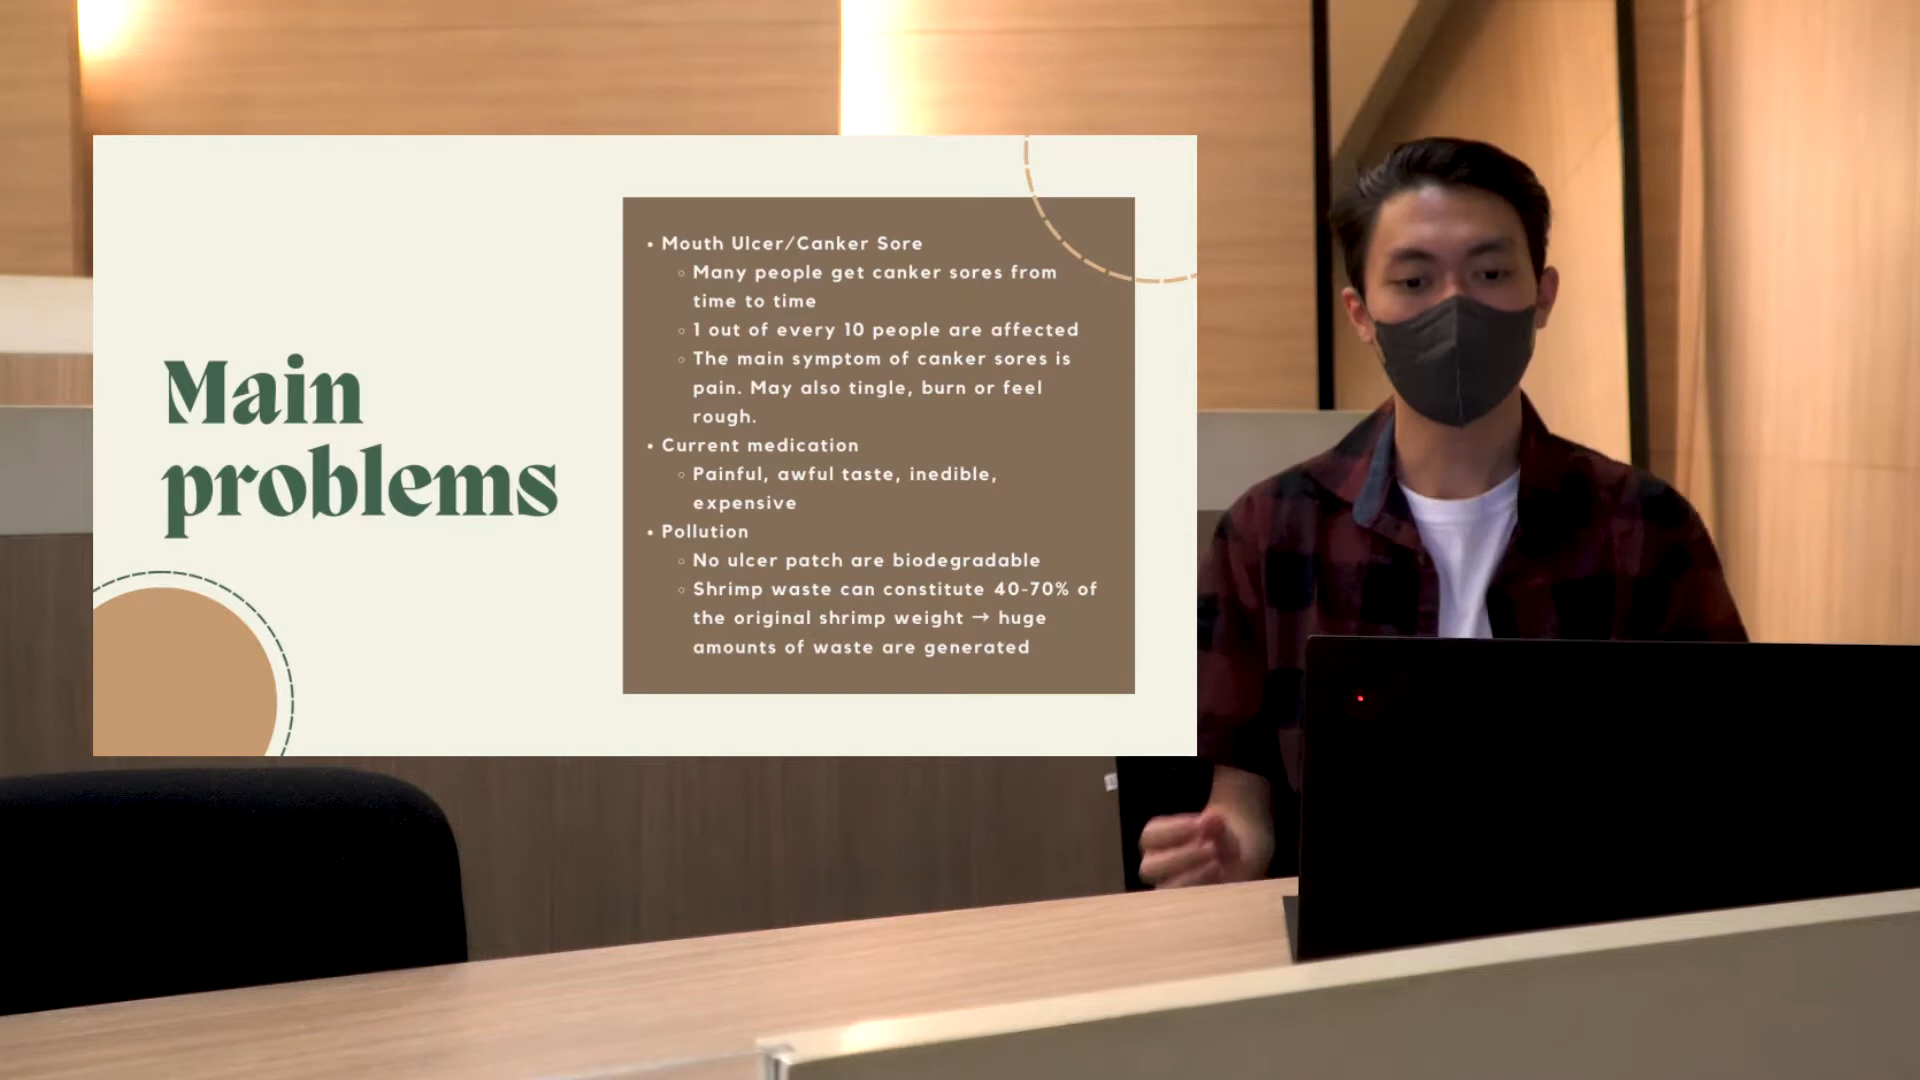 Main
problems
• Mouth Ulcer/Canker Sore
◦ Many people get canker sores from
time to time
◦ 1 out of every 10 people are affected
◦ The main symptom of canker sores is
pain. May also tingle, burn or feel
rough.
• Current medication
◦ Painful, awful taste, inedible,
expensive
• Pollution
◦ No ulcer patch are biodegradable
◦ Shrimp waste can constitute 40-70% of
the original shrimp weight → huge
amounts of waste are generated